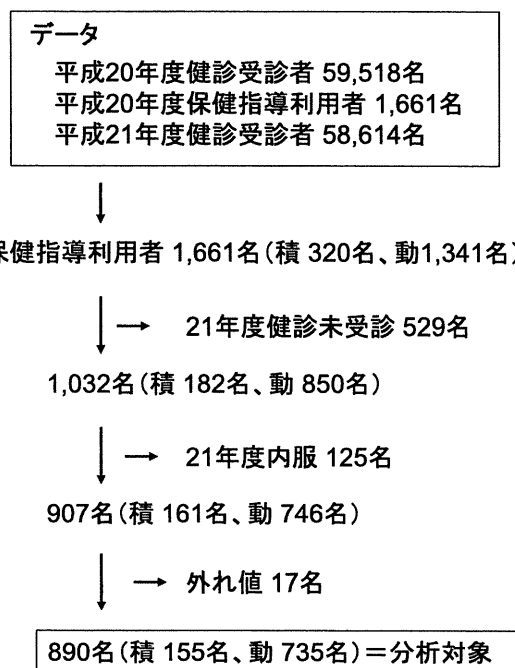 データ
平成20年度健診受診者 59,518名
平成20年度保健指導利用者 1,661名
平成21年度健診受診者 58,614名
保健指導利用者 1,661名(積 320名、動1,341名)
21年度健診未受診 529名
1,032名(積 182名、動 850名)
21年度内服 125名
907名(積 161名、動 746名)
外れ値 17名
890名(積 155名、動 735名)=分析対象